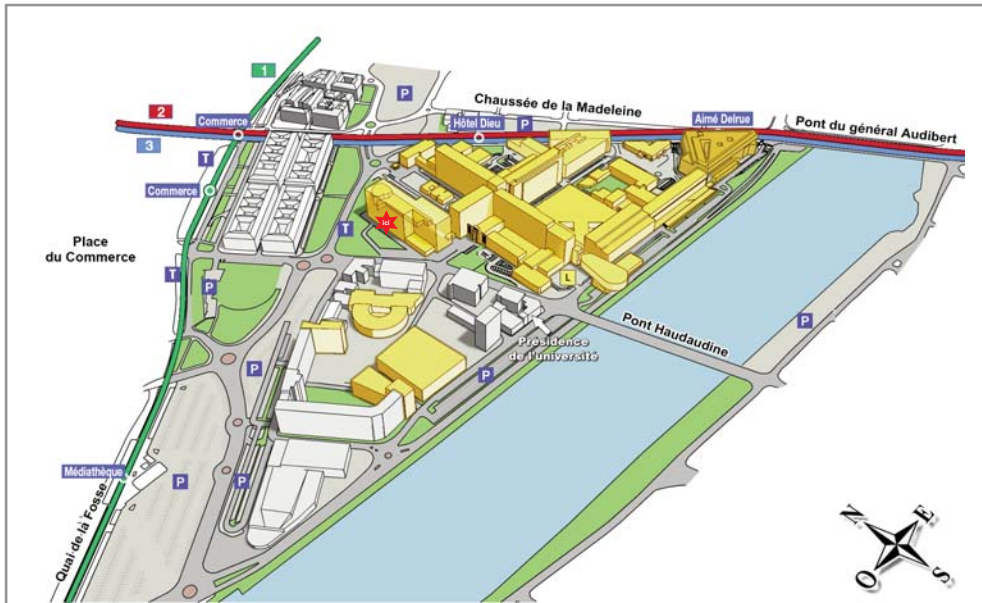 1
P
Chaussée de la Madeleine
2
Commerce
Hôtel Dieu
P
Aimé Delrue
Pont du général Audibert
3
T
Commerce
ici
Place
du Commerce
T
T
P
L
Pont Haudaudine
P
Présidence
de l'université
P
P
Médiathèque
P
P
Quai-de-la Fosse
N
E
O
S